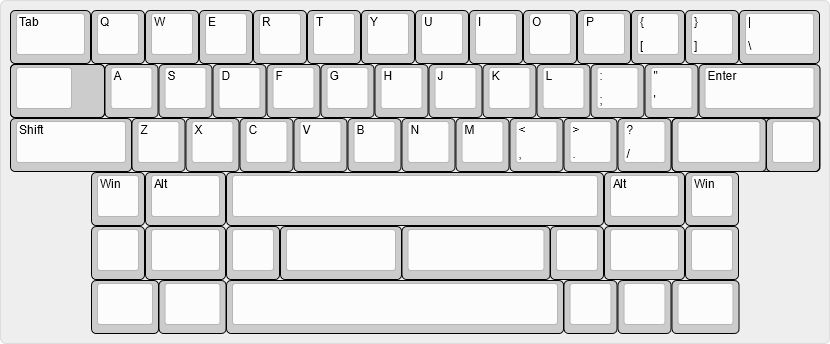 Tab Q W E R T Y U I O P { } |
[ ] \
A S D F G H J K L : " Enter
; '
Shift Z X C V B N M < > ?
, . /
Win Alt Alt Win